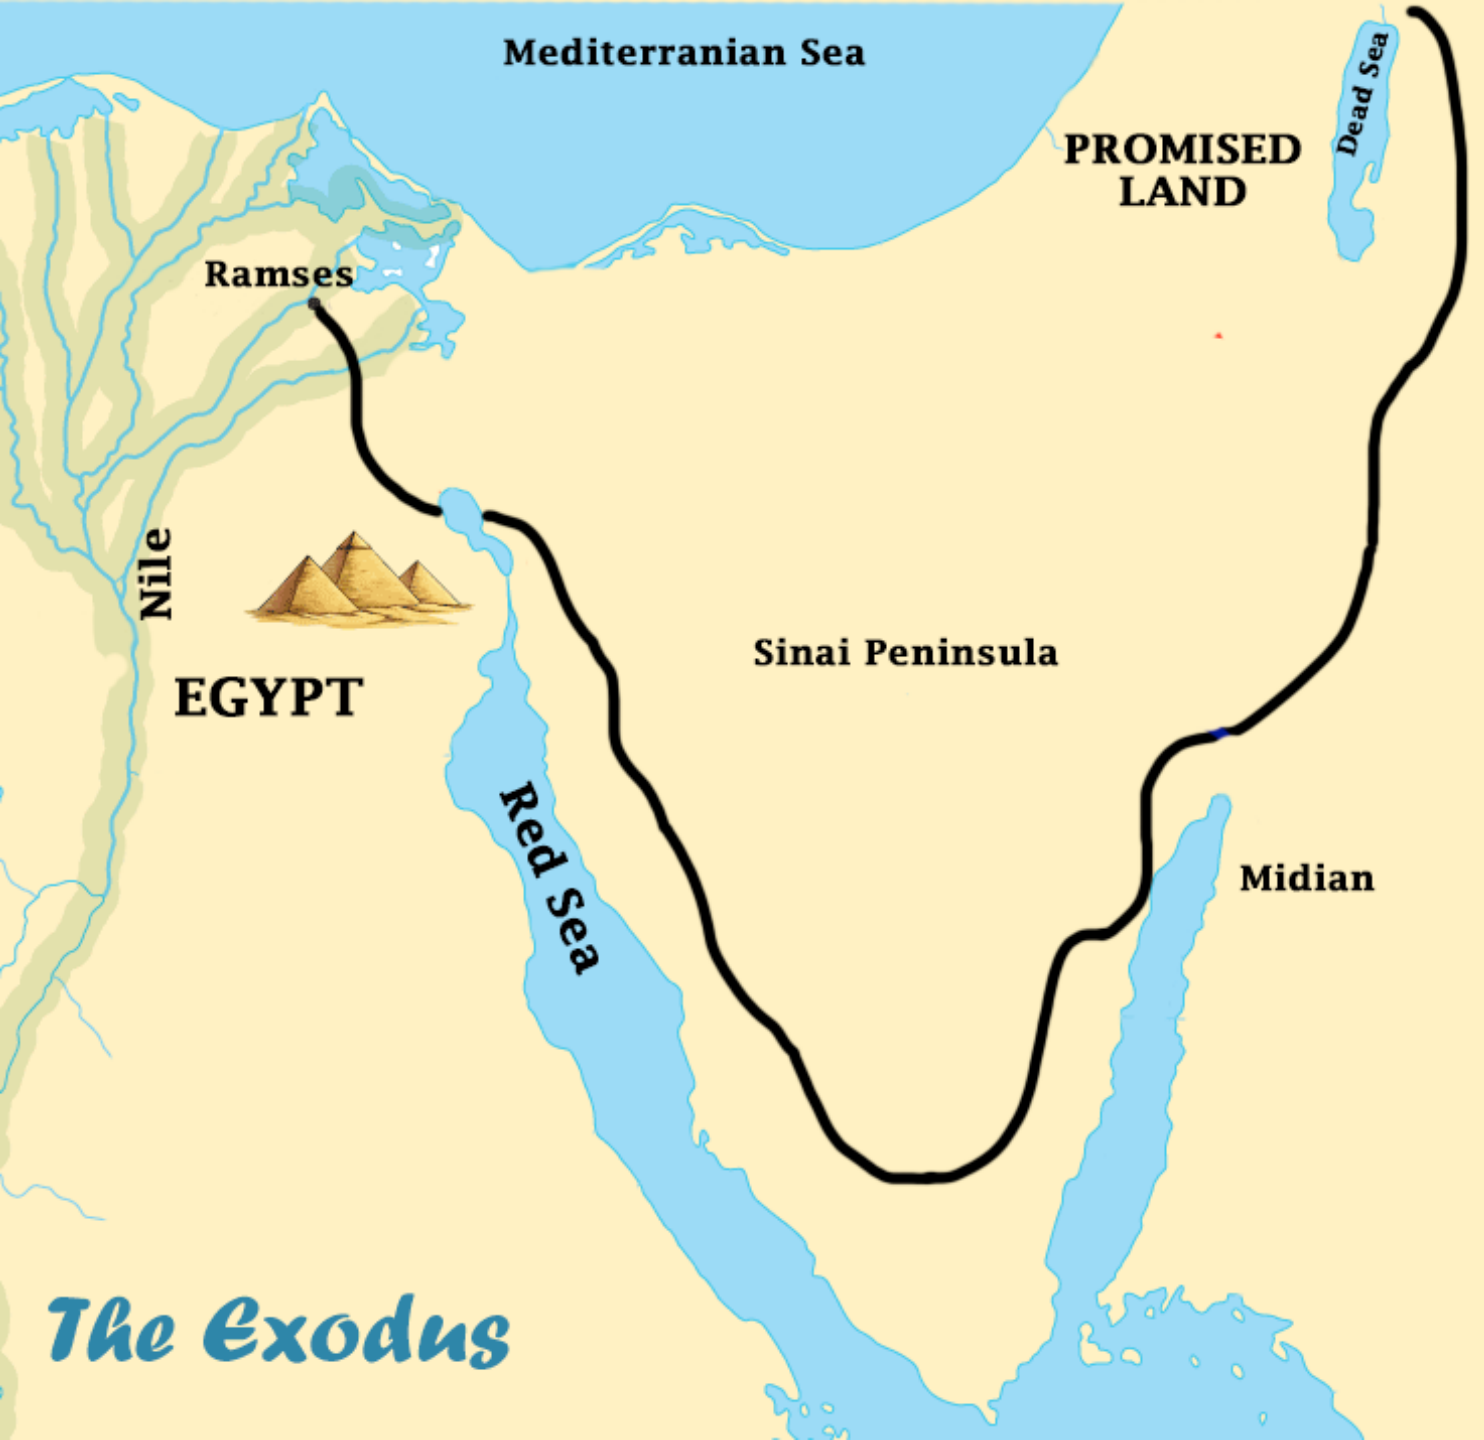 Mediterranian Sea
Dead Sea
PROMISED
LAND
Ramses
Nile
Sinai Peninsula
EGYPT
Red Sea
Midian
The Exodus